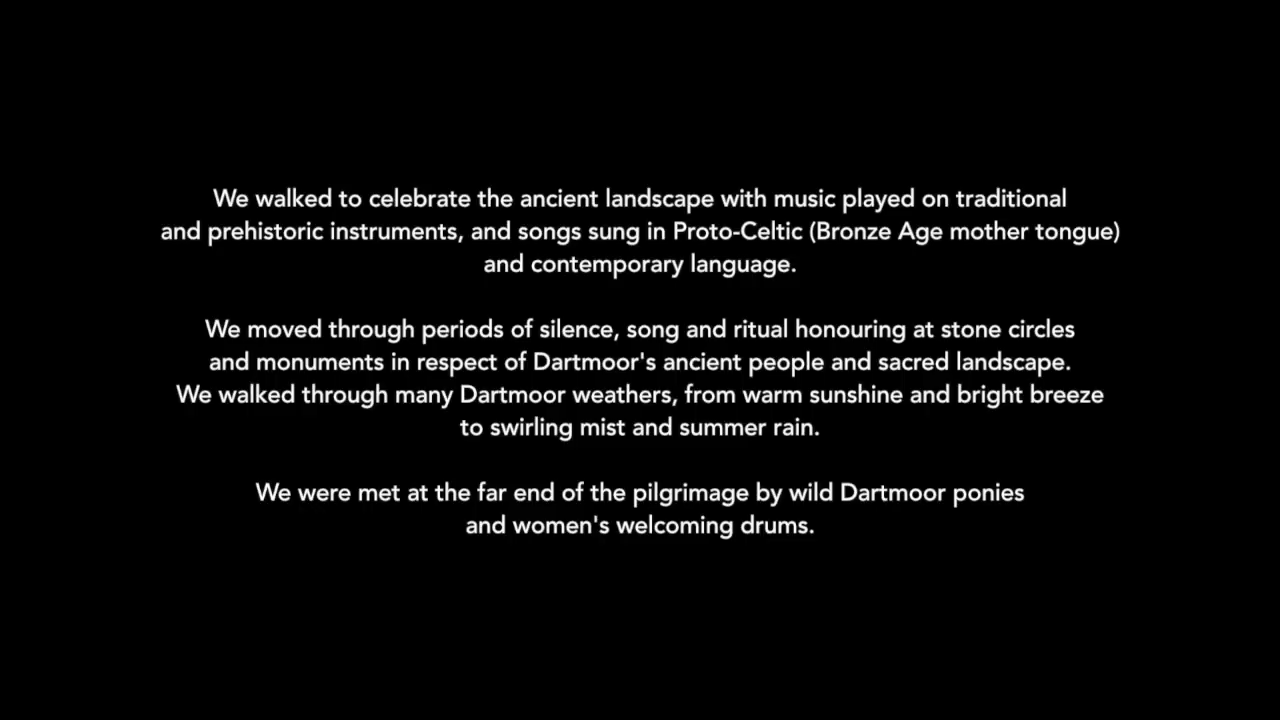 We walked to celebrate the ancient landscape with music played on traditional
and prehistoric instruments, and songs sung in Proto-Celtic (Bronze Age mother tongue)
and contemporary language.
We moved through periods of silence, song and ritual honouring at stone circles
and monuments in respect of Dartmoor's ancient people and sacred landscape.
We walked through many Dartmoor weathers, from warm sunshine and bright breeze
to swirling mist and summer rain.
We were met at the far end of the pilgrimage by wild Dartmoor ponies
and women's welcoming drums.